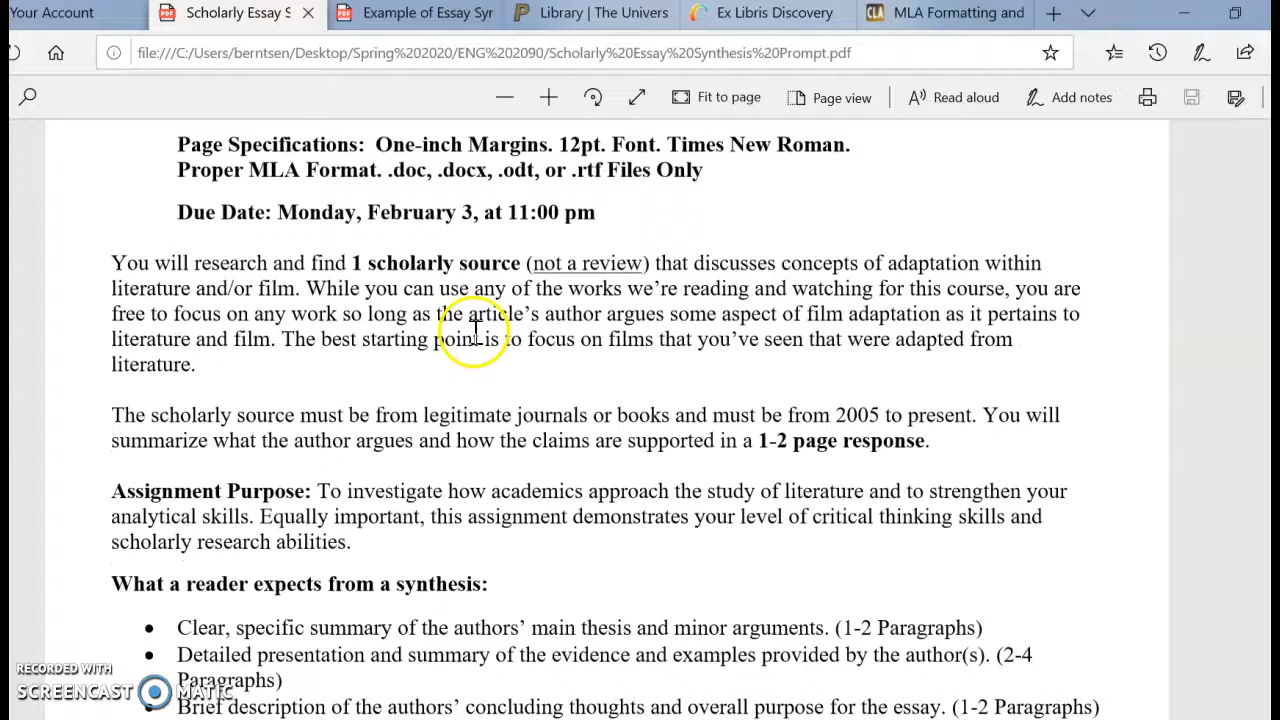 Your Account
Scholarly Essay S
Example of Essay Syr
Library | The Univers
Ex Libris Discovery
MLA Formatting and
file:///C:/Users/berntsen/Desktop/Spring%202020/ENG%202090/Scholarly%20Essay%20Synthesis%20Prompt.pdf
Fit to page
Page view
Read aloud
Add notes
Page Specifications: One-inch Margins. 12pt. Font. Times New Roman.
Proper MLA Format. .doc, .docx, .odt, or .rtf Files Only
Due Date: Monday, February 3, at 11:00 pm
You will research and find 1 scholarly source (not a review) that discusses concepts of adaptation within
literature and/or film. While you can use any of the works we're reading and watching for this course, you are
free to focus on any work so long as the article's author argues some aspect of film adaptation as it pertains to
literature and film. The best starting point is to focus on films that you've seen that were adapted from
literature.
The scholarly source must be from legitimate journals or books and must be from 2005 to present. You will
summarize what the author argues and how the claims are supported in a 1-2 page response.
Assignment Purpose: To investigate how academics approach the study of literature and to strengthen your
analytical skills. Equally important, this assignment demonstrates your level of critical thinking skills and
scholarly research abilities.
What a reader expects from a synthesis:
• Clear, specific summary of the authors' main thesis and minor arguments. (1-2 Paragraphs)
• Detailed presentation and summary of the evidence and examples provided by the author(s). (2-4
Paragraphs)
• Brief description of the authors' concluding thoughts and overall purpose for the essay. (1-2 Paragraphs)
RECORDED WITH
SCREENCAST MATIC